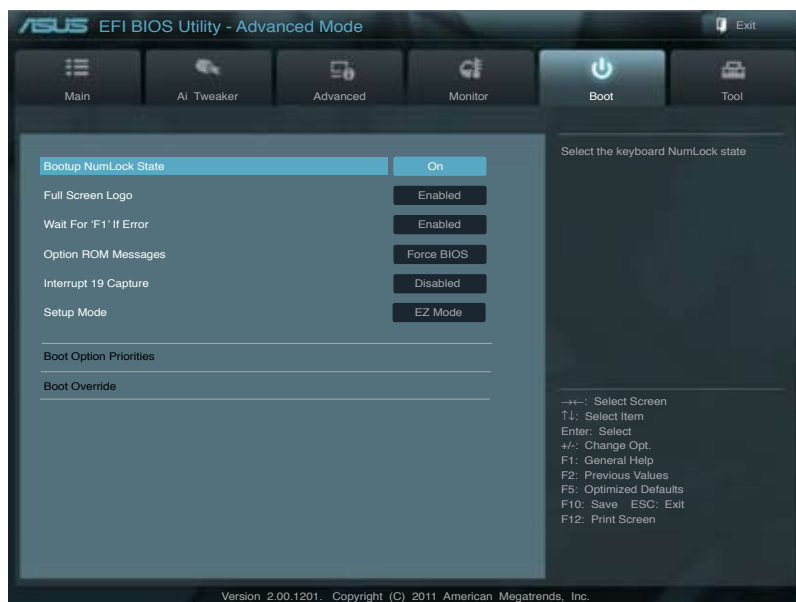 ASUS EFI BIOS Utility - Advanced Mode
Exit
Main
Ai Tweaker
Advanced
Monitor
Boot
Tool
Bootup NumLock State On
Full Screen Logo Enabled
Wait For ‘F1’ If Error Enabled
Option ROM Messages Force BIOS
Interrupt 19 Capture Disabled
Setup Mode EZ Mode
Boot Option Priorities
Boot Override
Select the keyboard NumLock state
→←: Select Screen
↑↓: Select Item
Enter: Select
+/-: Change Opt.
F1: General Help
F2: Previous Values
F5: Optimized Defaults
F10: Save ESC: Exit
F12: Print Screen
Version 2.00.1201. Copyright (C) 2011 American Megatrends, Inc.